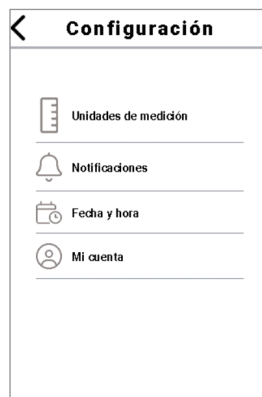 Configuración
Unidades de medición
Notificaciones
Fecha y hora
Mi cuenta